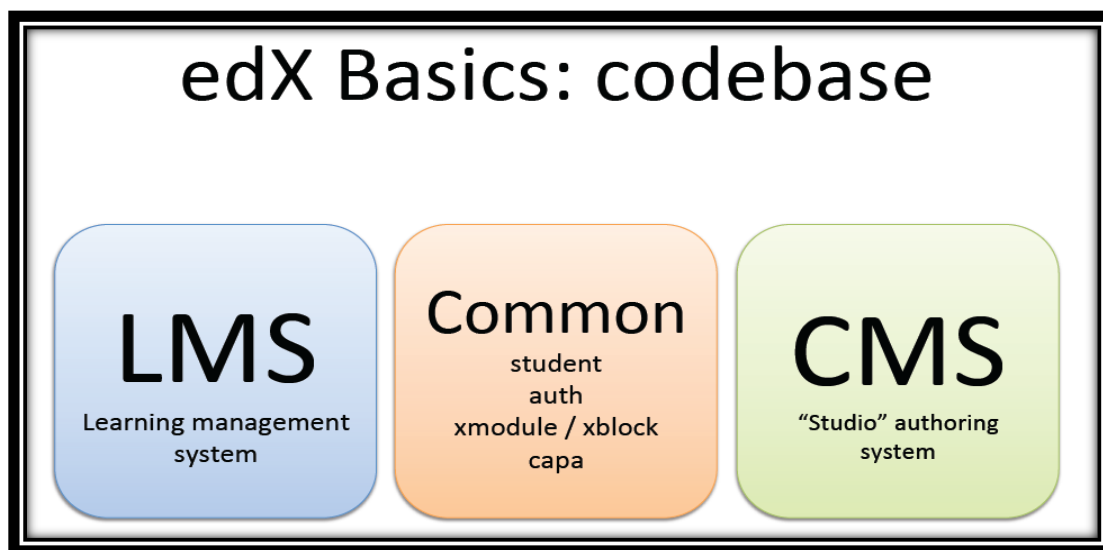 edX Basics: codebase
LMS
Learning management
system
Common
student
auth
xmodule / xblock
capa
CMS
“Studio” authoring
system